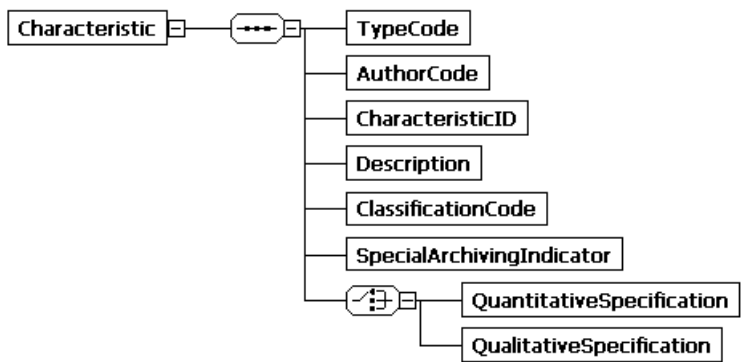 Characteristic
TypeCode
AuthorCode
CharacteristicID
Description
ClassificationCode
SpecialArchivingIndicator
QuantitativeSpecification
QualitativeSpecification